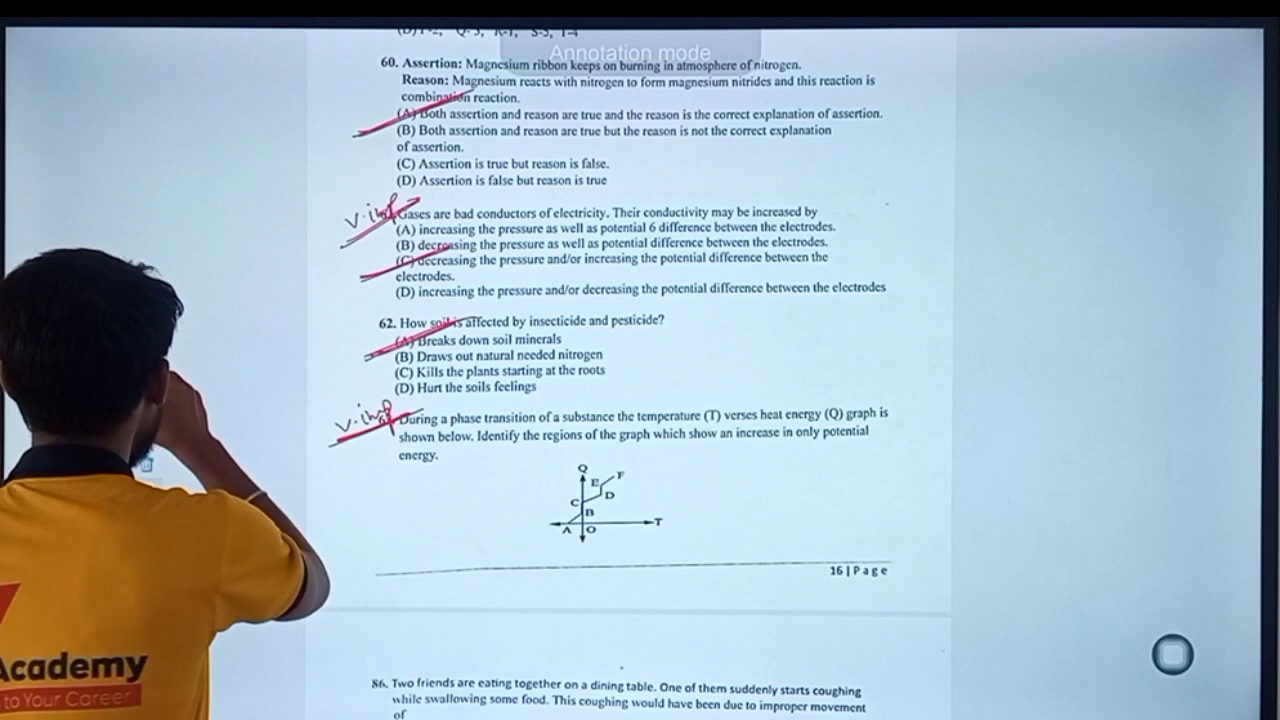 (D) P-2, Q-5, R-1, S-3, T-4
Annotation mode
60. Assertion: Magnesium ribbon keeps on burning in atmosphere of nitrogen.
Reason: Magnesium reacts with nitrogen to form magnesium nitrides and this reaction is
combination reaction.
(A) Both assertion and reason are true and the reason is the correct explanation of assertion.
(B) Both assertion and reason are true but the reason is not the correct explanation
of assertion.
(C) Assertion is true but reason is false.
(D) Assertion is false but reason is true
V.imp Gases are bad conductors of electricity. Their conductivity may be increased by
(A) increasing the pressure as well as potential 6 difference between the electrodes.
(B) decreasing the pressure as well as potential difference between the electrodes.
(C) decreasing the pressure and/or increasing the potential difference between the
electrodes.
(D) increasing the pressure and/or decreasing the potential difference between the electrodes
62. How soil is affected by insecticide and pesticide?
(A) Breaks down soil minerals
(B) Draws out natural needed nitrogen
(C) Kills the plants starting at the roots
(D) Hurt the soils feelings
V.imp During a phase transition of a substance the temperature (T) verses heat energy (Q) graph is
shown below. Identify the regions of the graph which show an increase in only potential
energy.
Q
E F
C D
B
A O T
16 | Page
86. Two friends are eating together on a dining table. One of them suddenly starts coughing
while swallowing some food. This coughing would have been due to improper movement
of
Academy
to Your Career